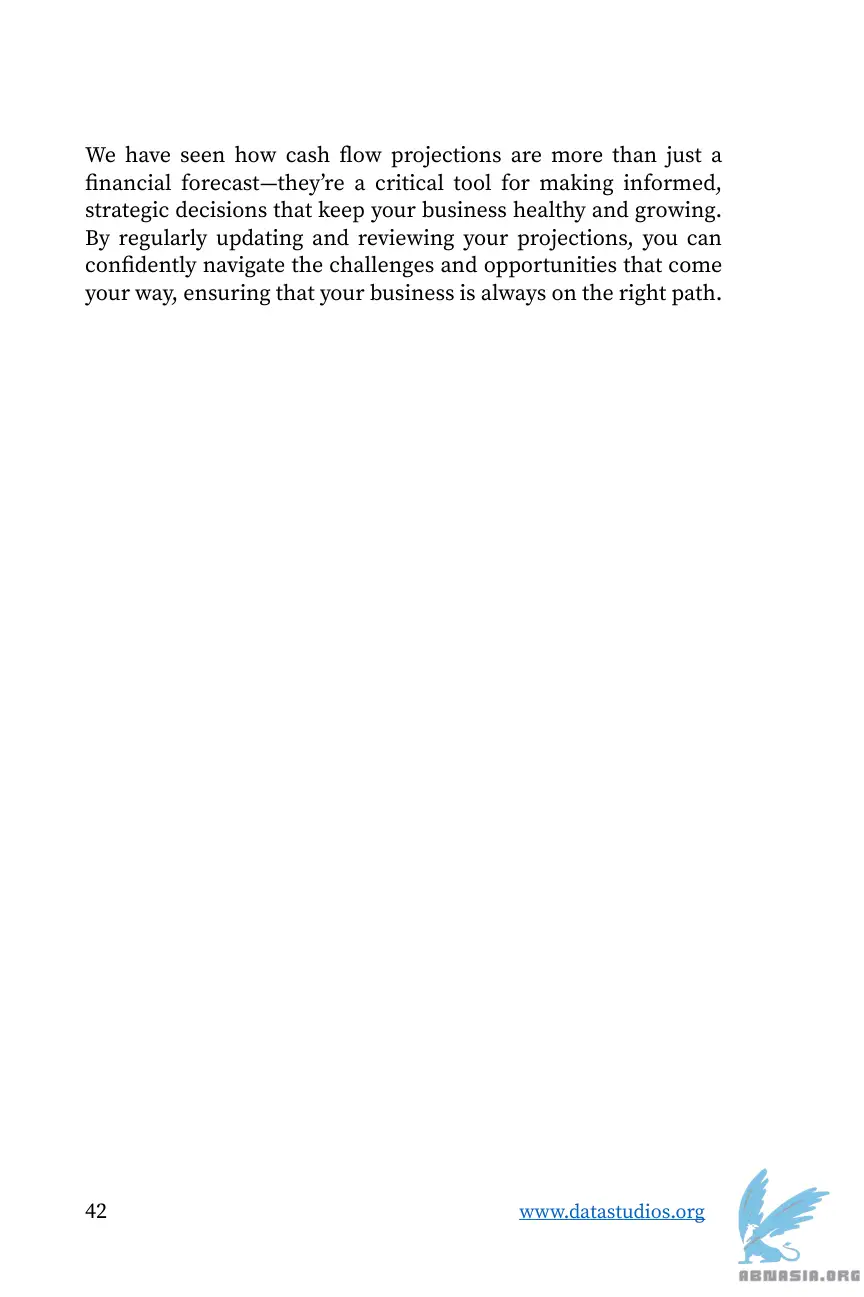 We have seen how cash flow projections are more than just a
financial forecast—they’re a critical tool for making informed,
strategic decisions that keep your business healthy and growing.
By regularly updating and reviewing your projections, you can
confidently navigate the challenges and opportunities that come
your way, ensuring that your business is always on the right path.
42
www.datastudios.org
ABNASIA.ORG